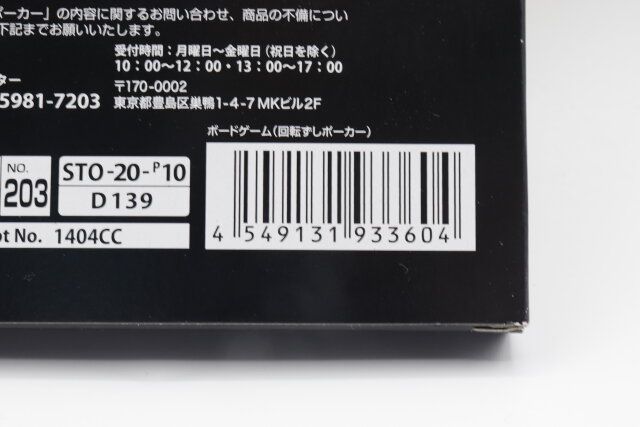 ポーカー」の内容に関するお問い合わせ、商品の不備につい
下記までお願いいたします。
受付時間：月曜日～金曜日（祝日を除く）
10：00～12：00・13：00～17：00
ター
〒170-0002
5981-7203
東京都豊島区巣鴨1-4-7 MKビル2F
ボードゲーム（回転ずしポーカー）
NO.
203
STO-20-P10
D139
ot No. 1404CC
4 549131 933604